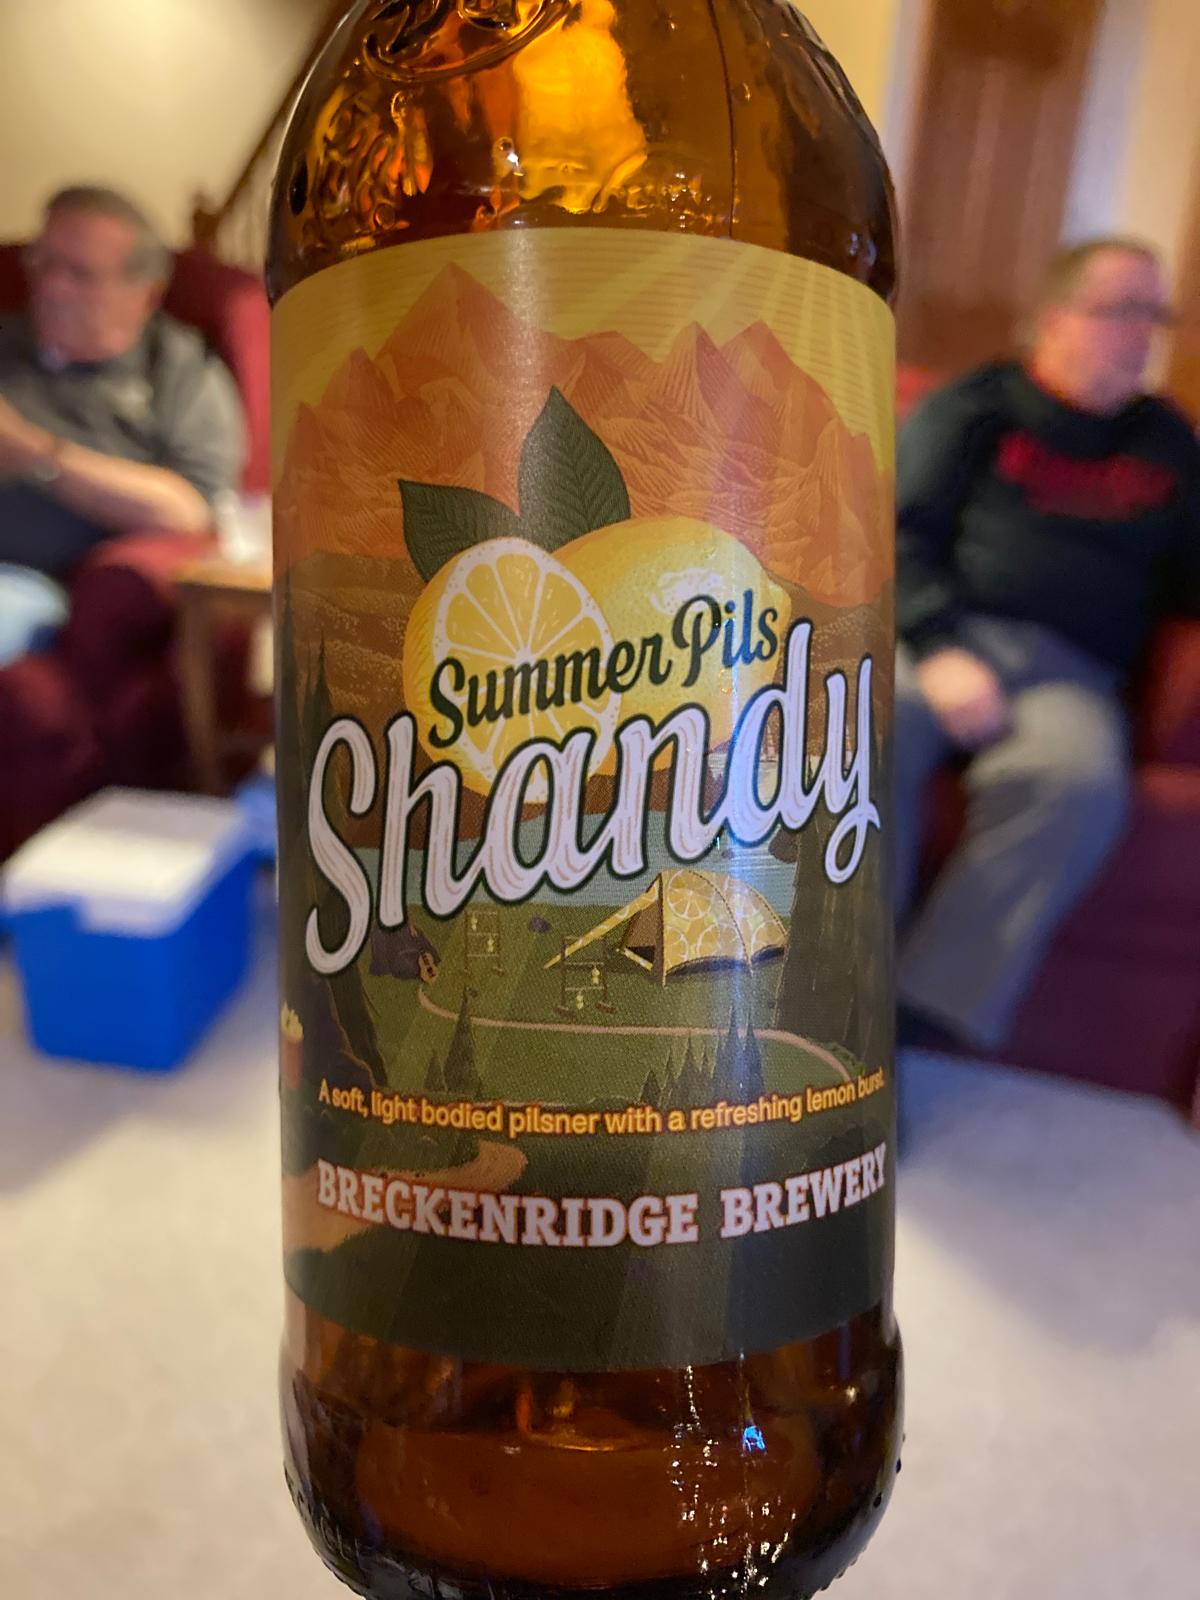 Summer Pils
Shandy
A soft, light bodied pilsner with a refreshing lemon burst.
BRECKENRIDGE BREWERY